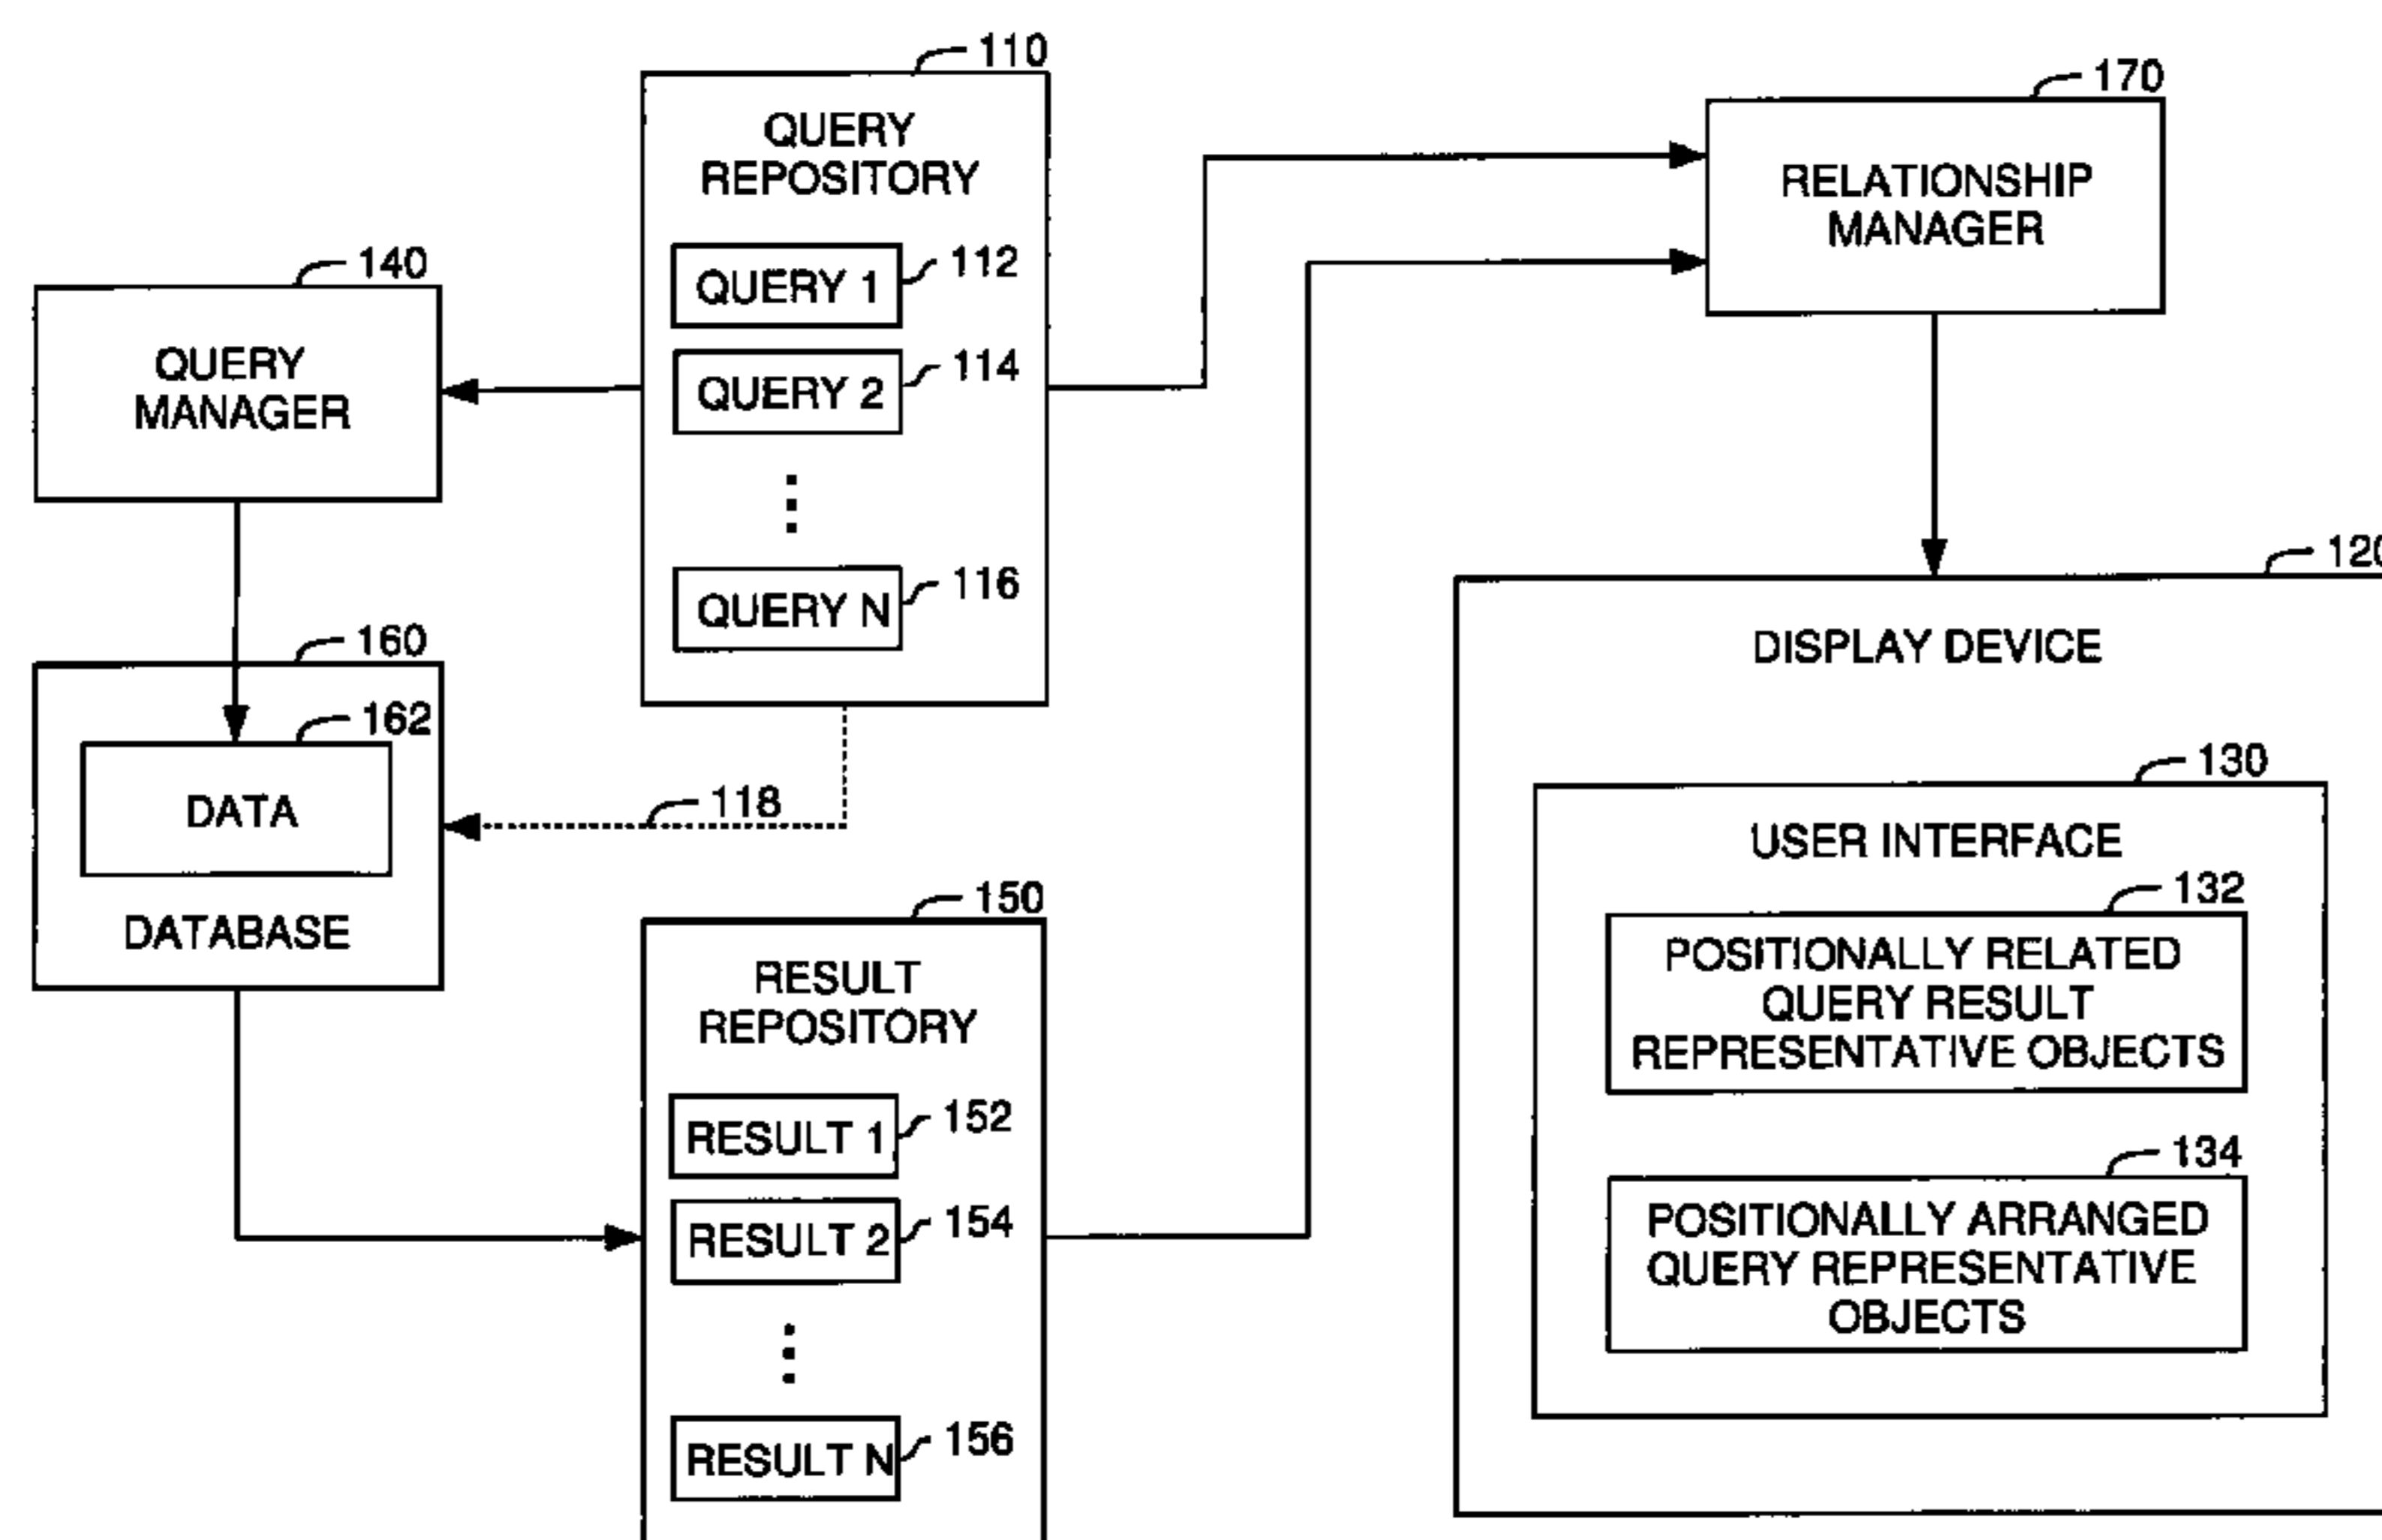 110
QUERY
REPOSITORY
QUERY 1
112
QUERY 2
114
QUERY N
116
170
RELATIONSHIP
MANAGER
140
QUERY
MANAGER
160
162
DATA
DATABASE
118
150
RESULT
REPOSITORY
RESULT 1
152
RESULT 2
154
RESULT N
156
120
DISPLAY DEVICE
130
USER INTERFACE
132
POSITIONALLY RELATED
QUERY RESULT
REPRESENTATIVE OBJECTS
134
POSITIONALLY ARRANGED
QUERY REPRESENTATIVE
OBJECTS